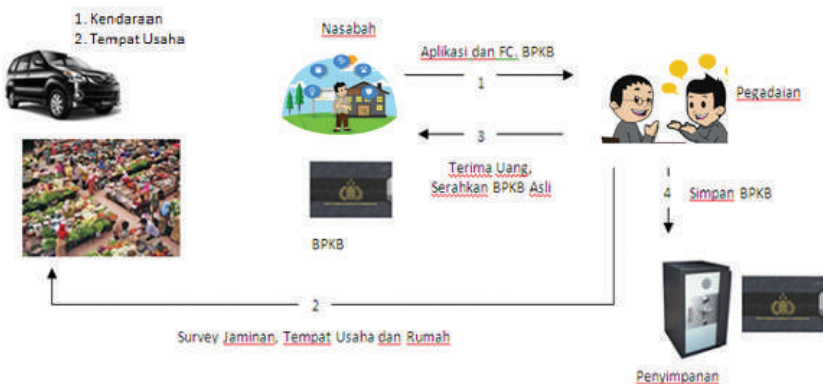 1. Kendaraan
2. Tempat Usaha
Nasabah
Aplikasi dan FC, BPKB
1
Pegadaian
3
Terima Uang,
Serahkan BPKB Asli
BPKB
4 Simpan BPKB
2
Survey Jaminan, Tempat Usaha dan Rumah
Penyimpanan